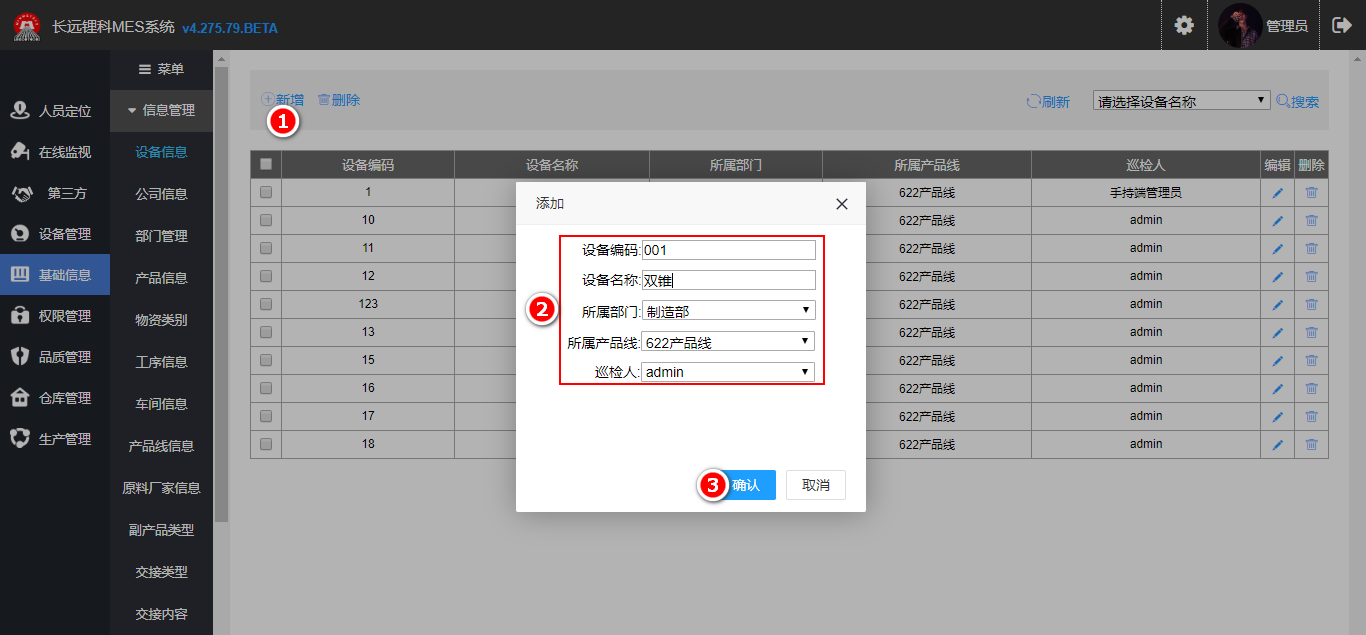 长远锂科MES系统 v4.275.79.BETA
管理员
菜单
信息管理
人员定位
在线监视
第三方
设备管理
基础信息
权限管理
品质管理
仓库管理
生产管理
设备信息
公司信息
部门管理
产品信息
物资类别
工序信息
车间信息
产品线信息
原料厂家信息
副产品类型
交接类型
交接内容
新增 删除
刷新 请选择设备名称 搜索
1
设备编码 设备名称 所属部门 所属产品线 巡检人 编辑 删除
1 622产品线 手持端管理员
10 622产品线 admin
11 622产品线 admin
12 622产品线 admin
123 622产品线 admin
13 622产品线 admin
15 622产品线 admin
16 622产品线 admin
17 622产品线 admin
18 622产品线 admin
添加
设备编码:001
设备名称:双锥
2
所属部门:制造部
所属产品线:622产品线
巡检人:admin
3 确认 取消